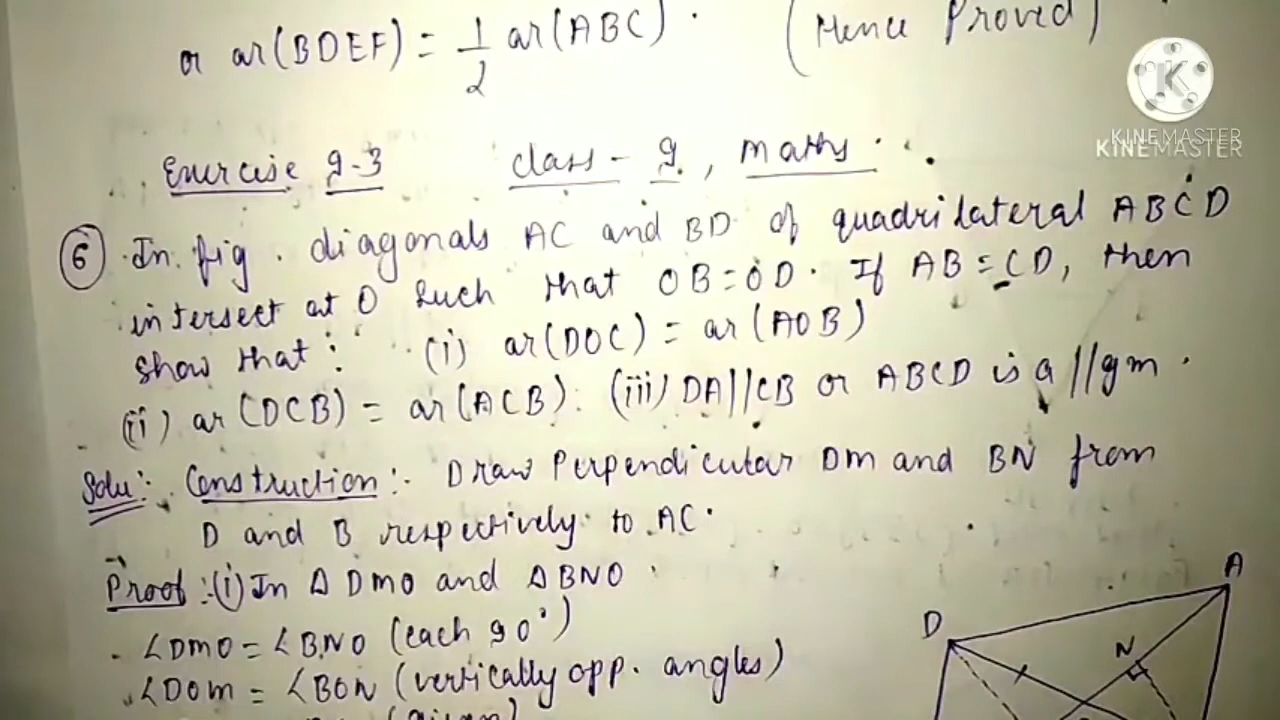 or ar(BDEF) = 1/2 ar(ABC). (Hence Proved)
KINEMASTER
KINEMASTER
Exercise 9-3 class - 9, maths.
(6) In fig. diagonals AC and BD of quadrilateral ABCD
intersect at O such that OB=OD. If AB=CD, then
show that: (i) ar(DOC) = ar(AOB)
(ii) ar(DCB) = ar(ACB). (iii) DA||CB or ABCD is a ||gm.
Solu: Construction:- Draw Perpendicular DM and BN from
D and B respectively to AC.
Proof:(i) In Δ DMO and ΔBNO
∠DMO = ∠BNO (each 90°)
∠DOM = ∠BON (vertically opp. angles)
(given)
A
D
N